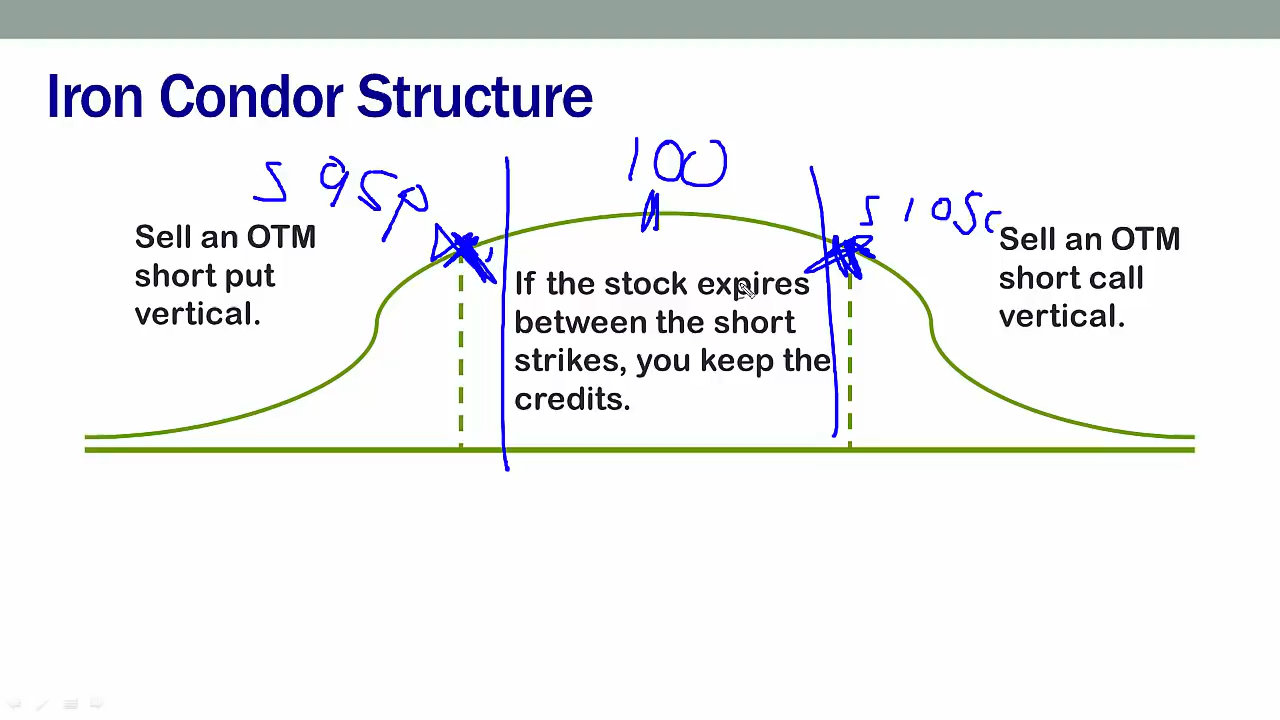 Iron Condor Structure
100
S 95p
S 105c
Sell an OTM
short put
vertical.
If the stock expires
between the short
strikes, you keep the
credits.
Sell an OTM
short call
vertical.